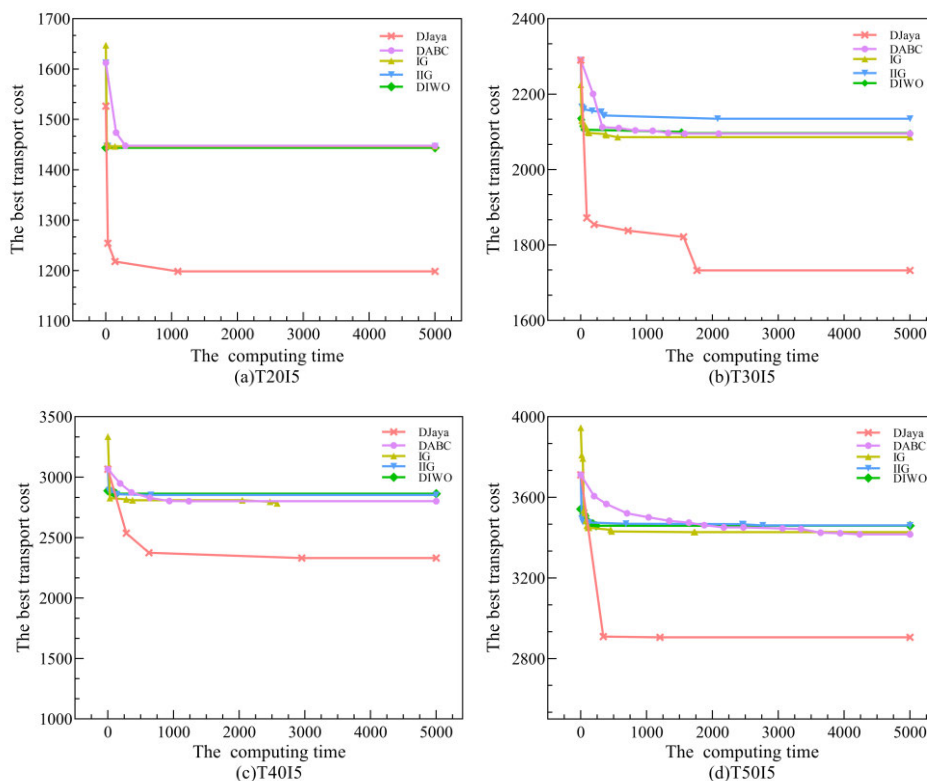 The best transport cost
1700
1600
1500
1400
1300
1200
1100
DJaya
DABC
IG
IIG
DIWO
0 1000 2000 3000 4000 5000
The computing time
(a)T20I5
The best transport cost
2400
2200
2000
1800
1600
DJaya
DABC
IG
IIG
DIWO
0 1000 2000 3000 4000 5000
The computing time
(b)T30I5
The best transport cost
3500
3000
2500
2000
1500
1000
DJaya
DABC
IG
IIG
DIWO
0 1000 2000 3000 4000 5000
The computing time
(c)T40I5
The best transport cost
4000
3600
3200
2800
DJaya
DABC
IG
IIG
DIWO
0 1000 2000 3000 4000 5000
The computing time
(d)T50I5